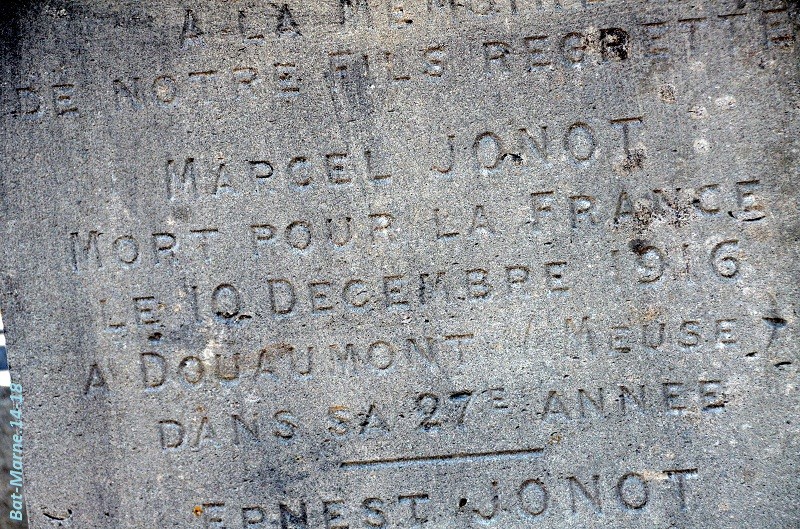 A LA MEMOIRE
DE NOTRE FILS REGRETTE
MARCEL JONOT
MORT POUR LA FRANCE
LE 10 DECEMBRE 1916
A DOUAUMONT (MEUSE)
DANS SA 27E ANNEE
ERNEST JONOT
Bat-Marne-14-18